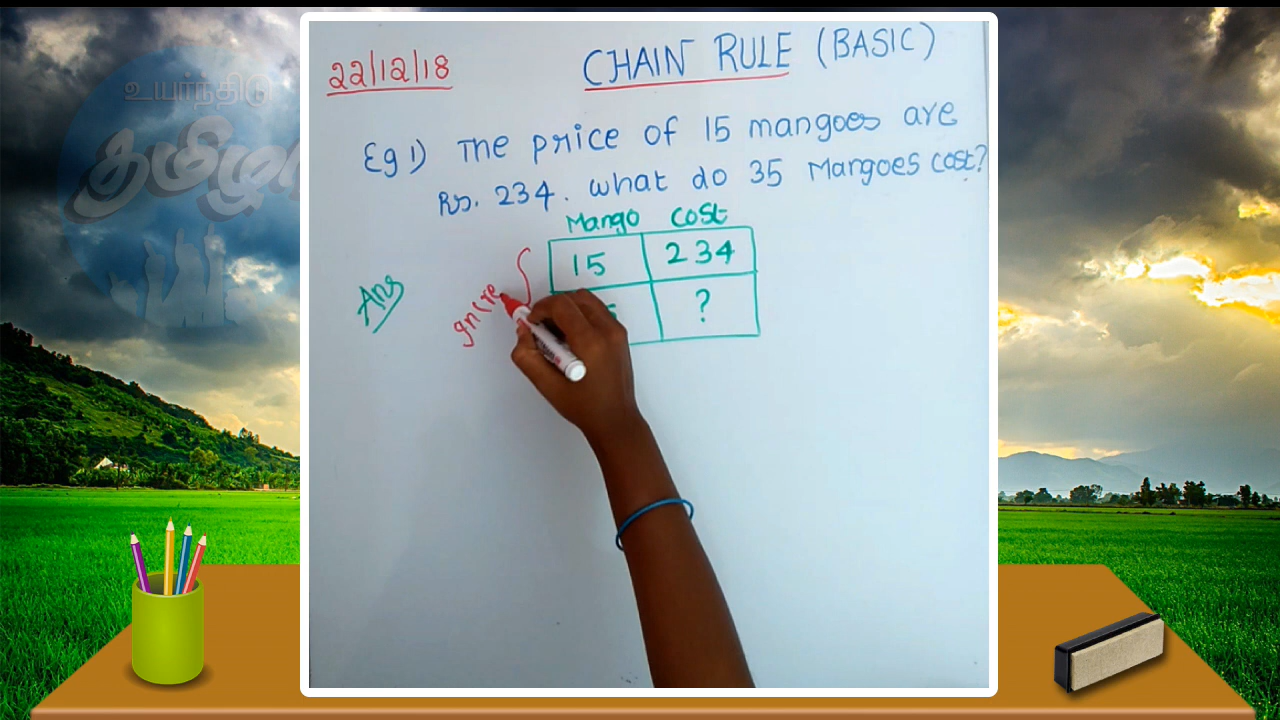 உயர்ந்திடு
22/12/18
CHAIN RULE (BASIC)
Eg 1) The price of 15 mangoes are
Rs. 234. what do 35 Mangoes cost?
Mango cost
15 234
?
Ans